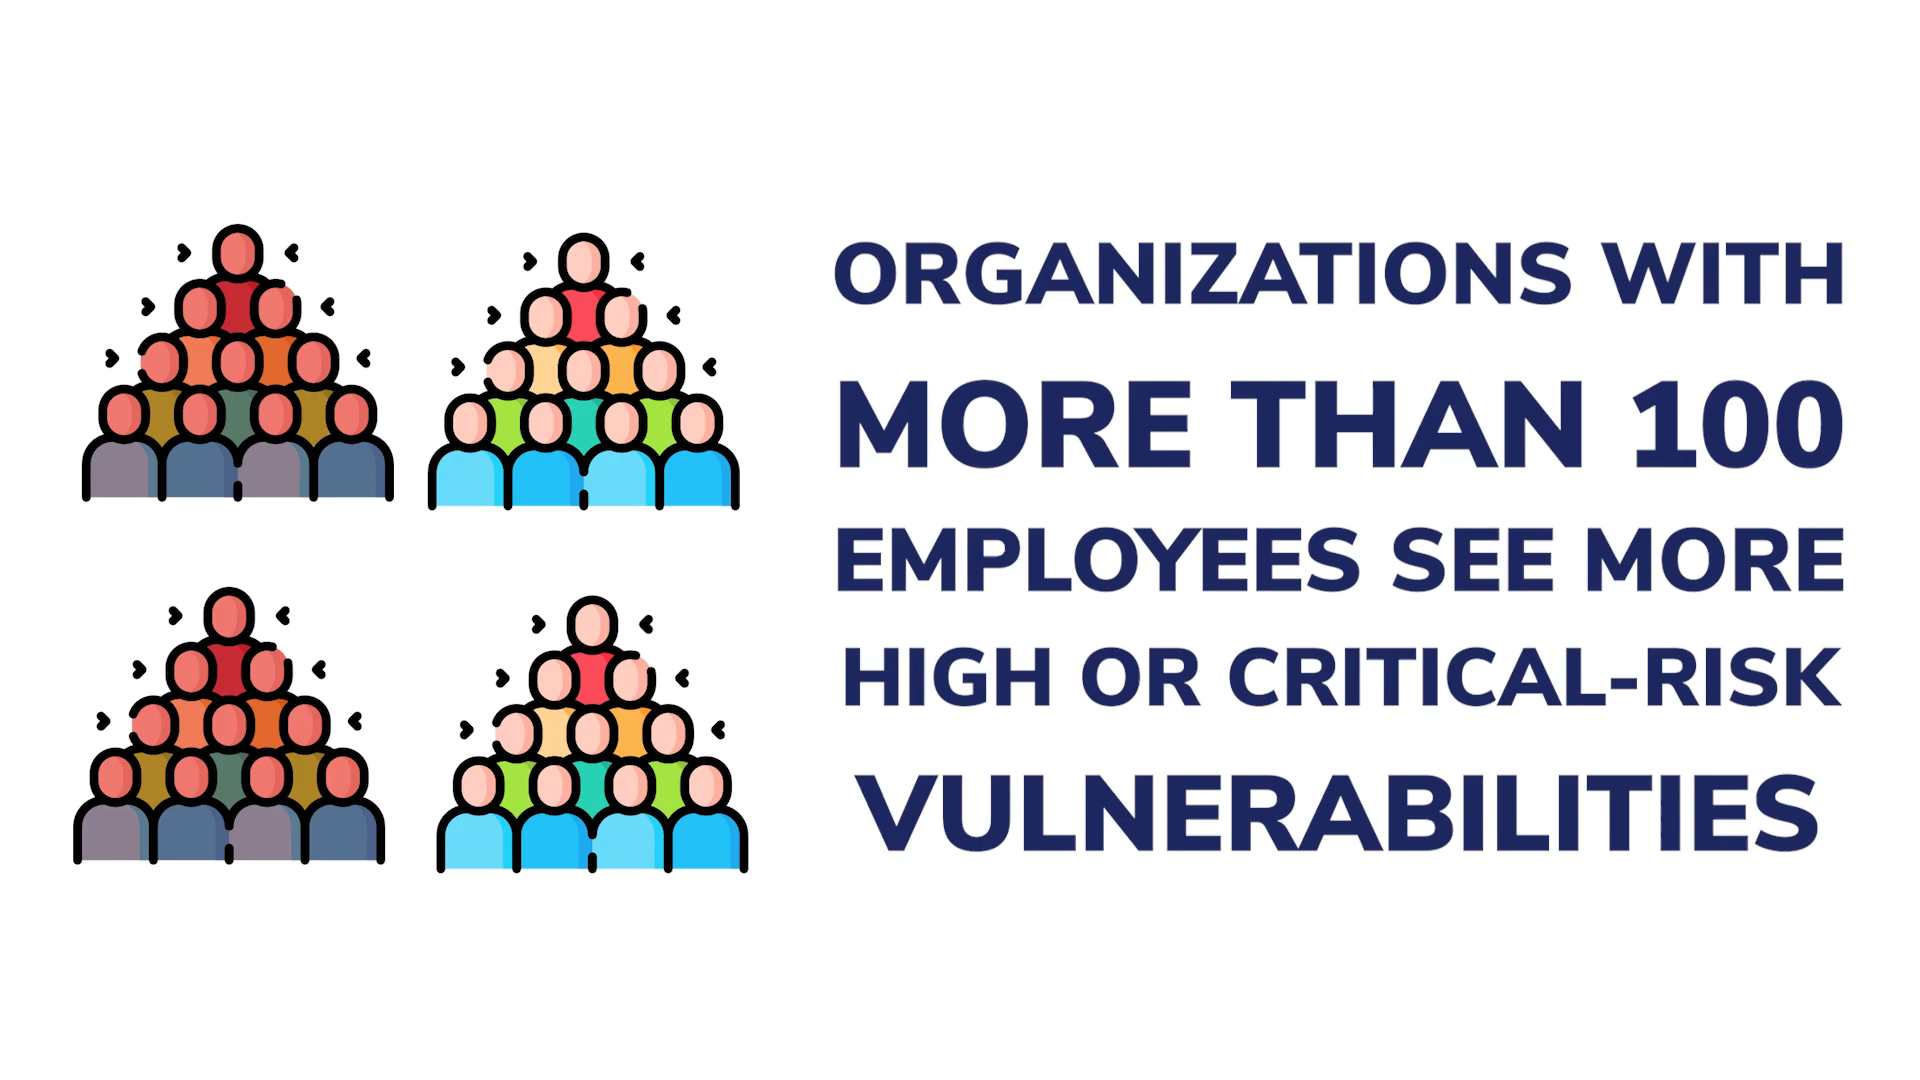 ORGANIZATIONS WITH
MORE THAN 100
EMPLOYEES SEE MORE
HIGH OR CRITICAL-RISK
VULNERABILITIES